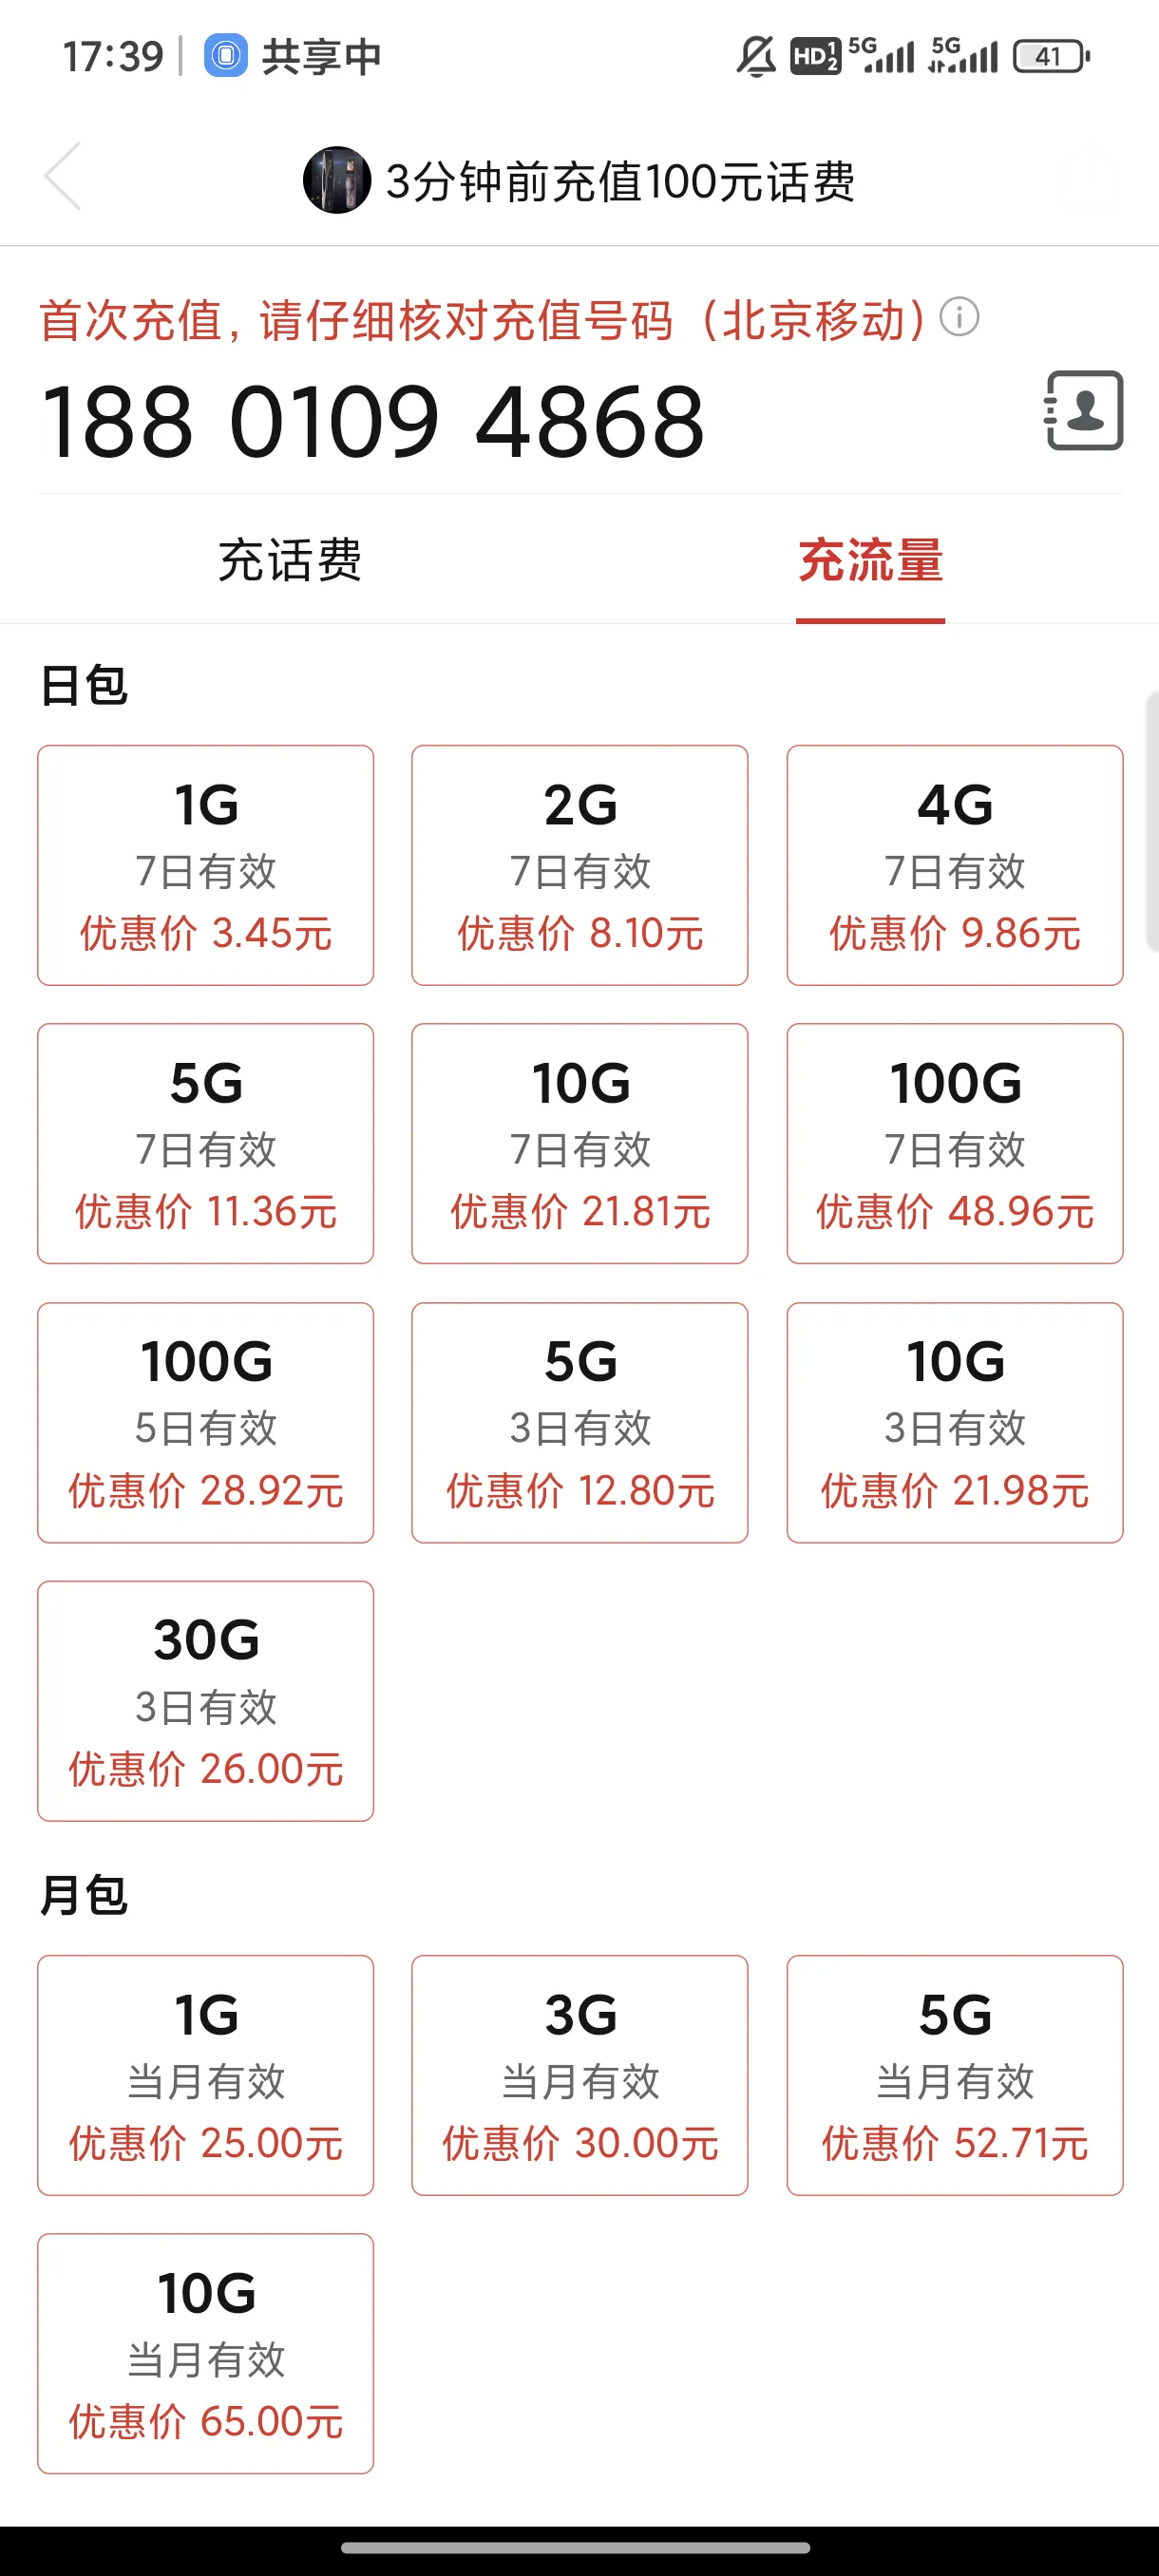 17:39 共享中 HD 1 2 5G 5G 41
3分钟前充值100元话费
首次充值，请仔细核对充值号码（北京移动）
188 0109 4868
充话费 充流量
日包
1G 2G 4G
7日有效 7日有效 7日有效
优惠价 3.45元 优惠价 8.10元 优惠价 9.86元
5G 10G 100G
7日有效 7日有效 7日有效
优惠价 11.36元 优惠价 21.81元 优惠价 48.96元
100G 5G 10G
5日有效 3日有效 3日有效
优惠价 28.92元 优惠价 12.80元 优惠价 21.98元
30G
3日有效
优惠价 26.00元
月包
1G 3G 5G
当月有效 当月有效 当月有效
优惠价 25.00元 优惠价 30.00元 优惠价 52.71元
10G
当月有效
优惠价 65.00元